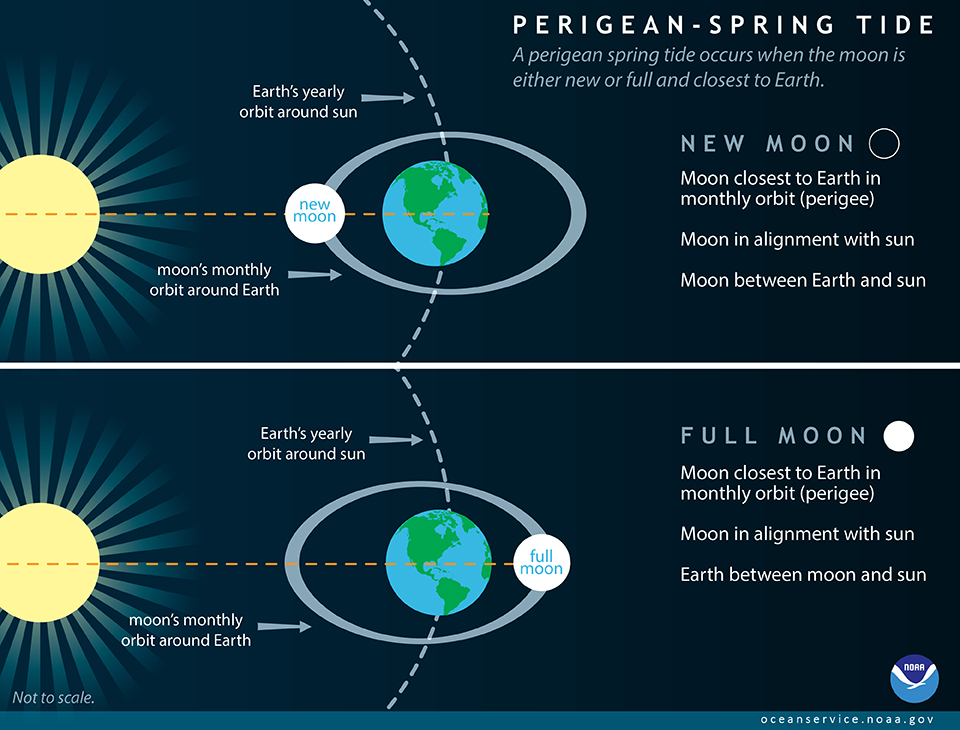 PERIGEAN-SPRING TIDE
A perigean spring tide occurs when the moon is
either new or full and closest to Earth.
Earth's yearly
orbit around sun
new
moon
moon's monthly
orbit around Earth
NEW MOON
Moon closest to Earth in
monthly orbit (perigee)
Moon in alignment with sun
Moon between Earth and sun
Earth's yearly
orbit around sun
full
moon
moon's monthly
orbit around Earth
FULL MOON
Moon closest to Earth in
monthly orbit (perigee)
Moon in alignment with sun
Earth between moon and sun
Not to scale.
NOAA
oceanservice.noaa.gov